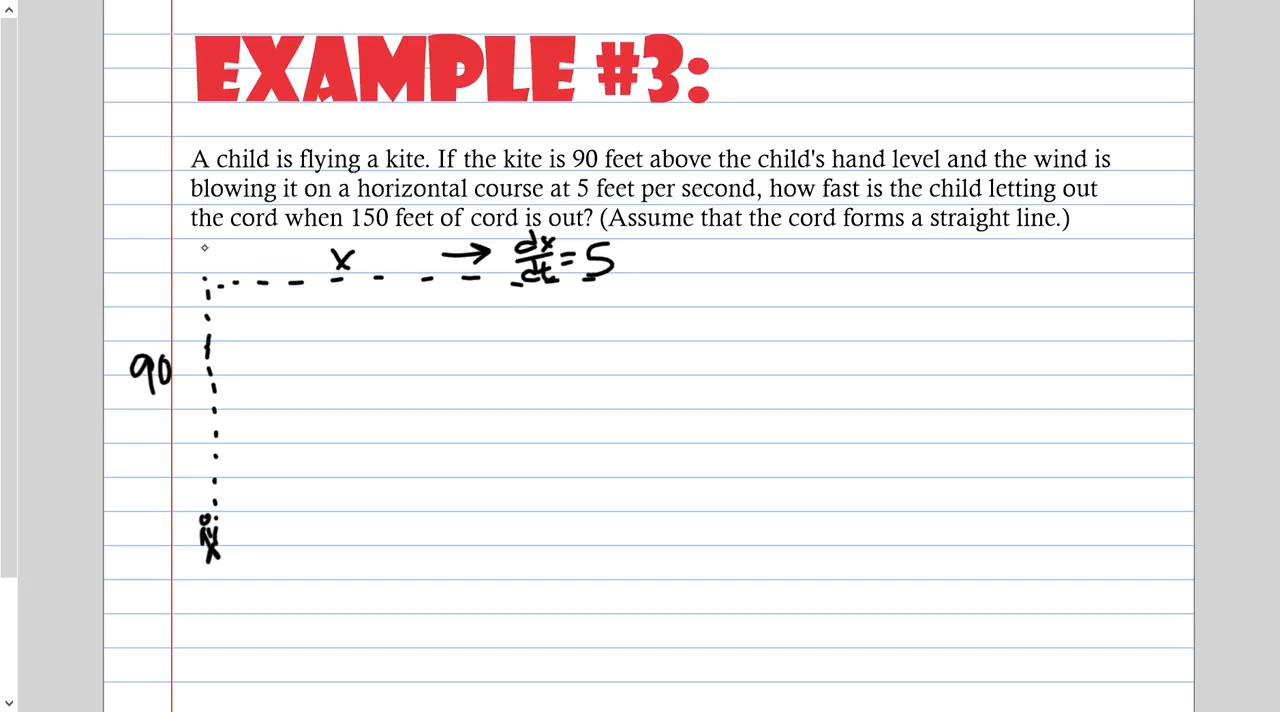 EXAMPLE #3:
A child is flying a kite. If the kite is 90 feet above the child's hand level and the wind is
blowing it on a horizontal course at 5 feet per second, how fast is the child letting out
the cord when 150 feet of cord is out? (Assume that the cord forms a straight line.)
x → dx/dt = 5
90